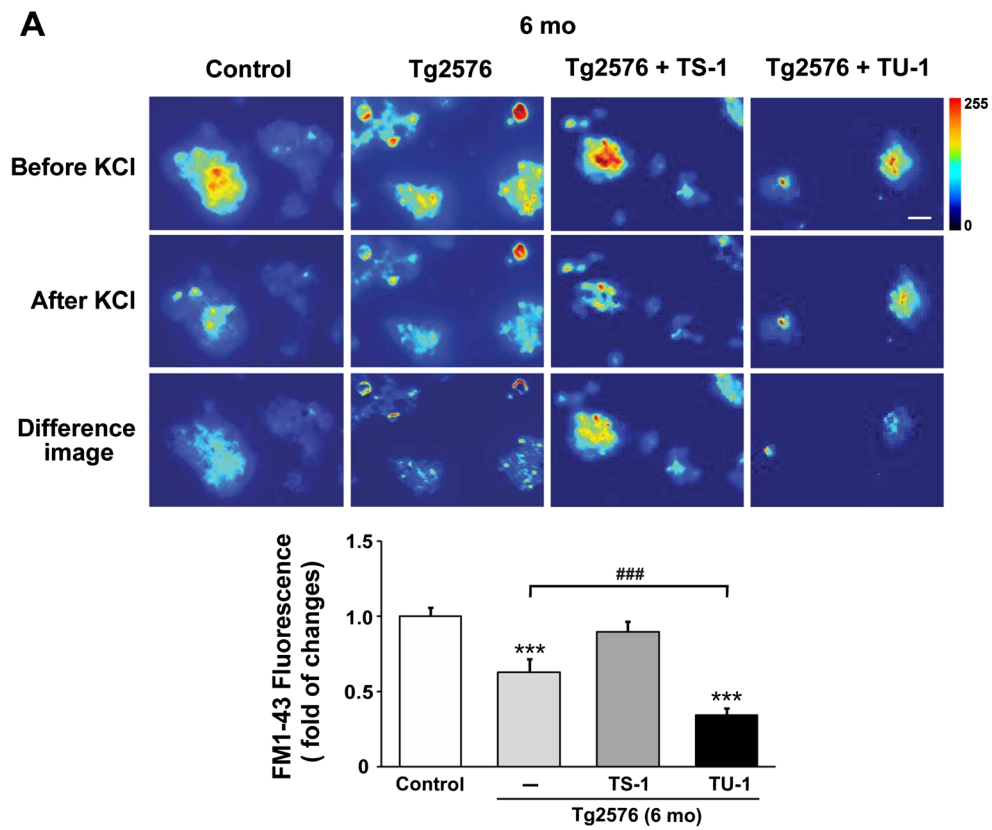 A
6 mo
Control Tg2576 Tg2576 + TS-1 Tg2576 + TU-1
255
Before KCl
0
After KCl
Difference
image
FM1-43 Fluorescence
( fold of changes)
1.5
###
1.0
***
***
0.5
0
Control – TS-1 TU-1
Tg2576 (6 mo)